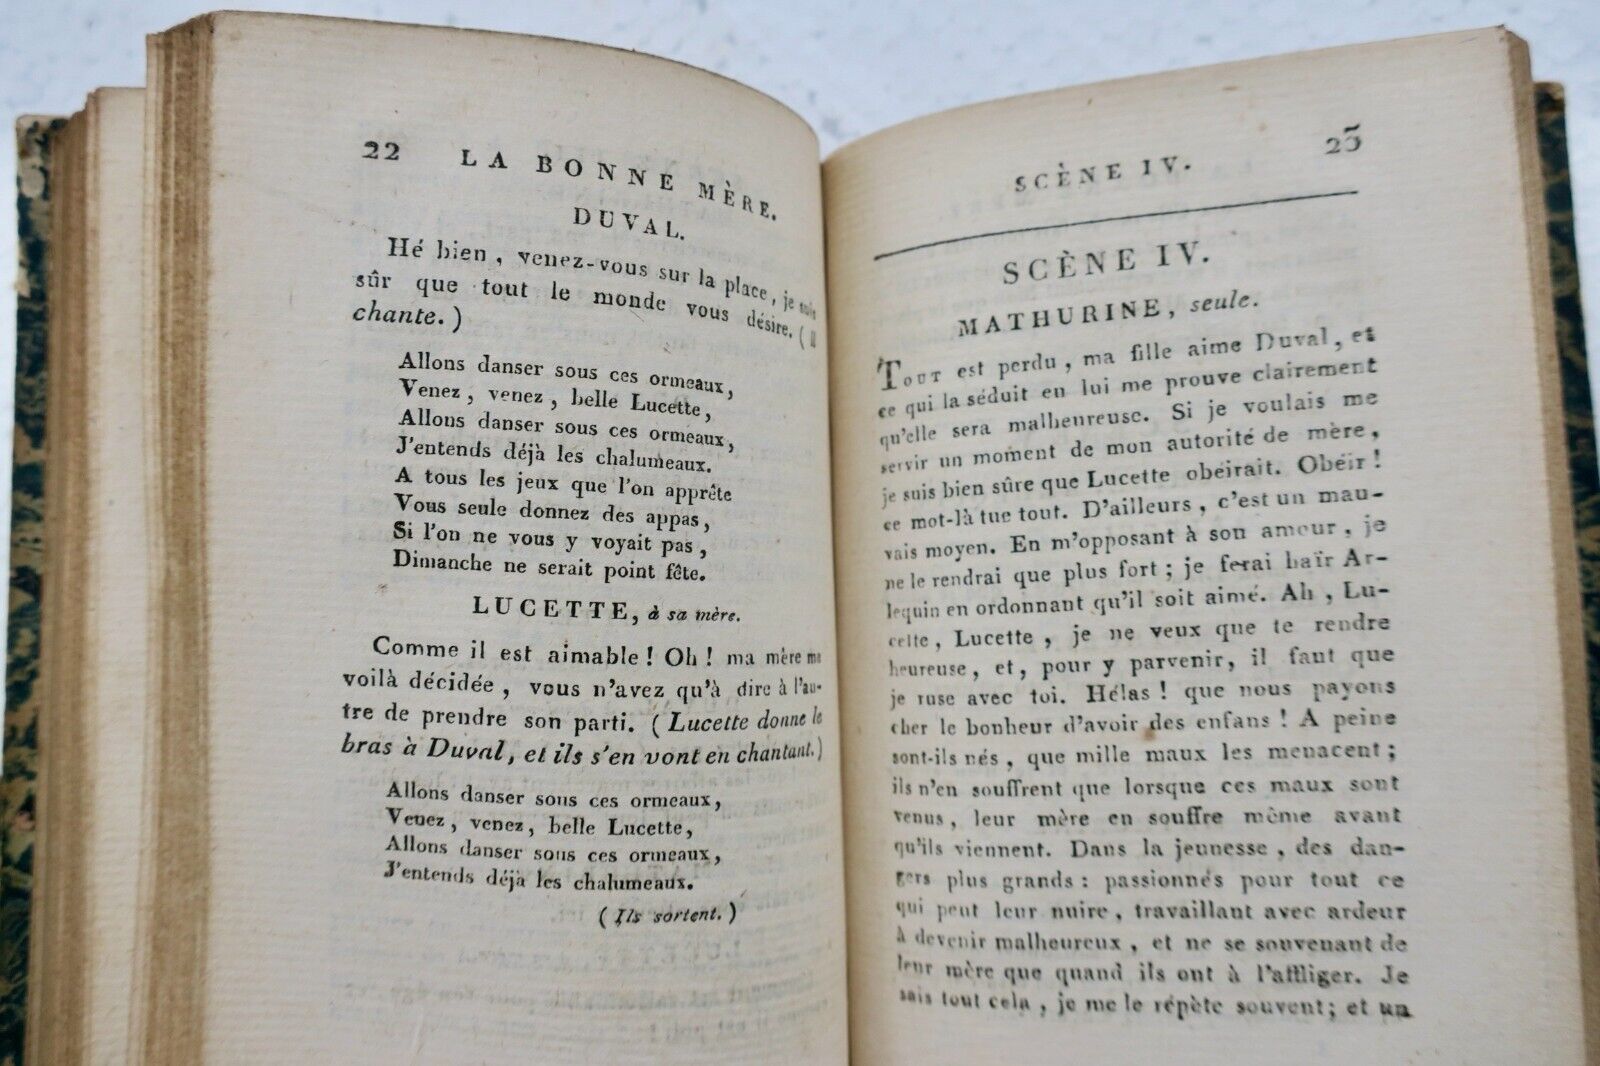 22 LA BONNE MÈRE.
DUVAL.
Hé bien, venez-vous sur la place, je suis
sûr que tout le monde vous désire. (Il
chante.)
Allons danser sous ces ormeaux,
Venez, venez, belle Lucette,
Allons danser sous ces ormeaux,
J'entends déjà les chalumeaux.
A tous les jeux que l'on apprête
Vous seule donnez des appas,
Si l'on ne vous y voyait pas,
Dimanche ne serait point fête.
LUCETTE, à sa mère.
Comme il est aimable! Oh! ma mère me
voilà décidée, vous n'avez qu'à dire à l'au-
tre de prendre son parti. (Lucette donne le
bras à Duval, et ils s'en vont en chantant.)
Allons danser sous ces ormeaux,
Venez, venez, belle Lucette,
Allons danser sous ces ormeaux,
J'entends déjà les chalumeaux.
(Ils sortent.)
SCÈNE IV. 23
SCÈNE IV.
MATHURINE, seule.
TOUT est perdu, ma fille aime Duval, et
ce qui la séduit en lui me prouve clairement
qu'elle sera malheureuse. Si je voulais me
servir un moment de mon autorité de mère,
je suis bien sûre que Lucette obéirait. Obéir!
ce mot-là tue tout. D'ailleurs, c'est un mau-
vais moyen. En m'opposant à son amour, je
ne le rendrai que plus fort; je ferai haïr Ar-
lequin en ordonnant qu'il soit aimé. Ah, Lu-
cette, Lucette, je ne veux que te rendre
heureuse, et, pour y parvenir, il faut que
je ruse avec toi. Hélas! que nous payons
cher le bonheur d'avoir des enfans! A peine
sont-ils nés, que mille maux les menacent;
ils n'en souffrent que lorsque ces maux sont
venus, leur mère en souffre même avant
qu'ils viennent. Dans la jeunesse, des dan-
gers plus grands: passionnés pour tout ce
qui peut leur nuire, travaillant avec ardeur
à devenir malheureux, et ne se souvenant de
leur mère que quand ils ont à l'affliger. Je
sais tout cela, je me le répète souvent; et un